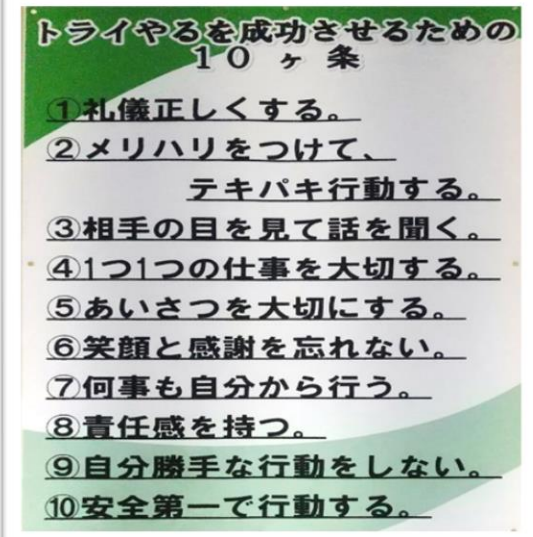 トライやるを成功させるための
10ヶ条
①礼儀正しくする。
②メリハリをつけて、
テキパキ行動する。
③相手の目を見て話を聞く。
④1つ1つの仕事を大切する。
⑤あいさつを大切にする。
⑥笑顔と感謝を忘れない。
⑦何事も自分から行う。
⑧責任感を持つ。
⑨自分勝手な行動をしない。
⑩安全第一で行動する。